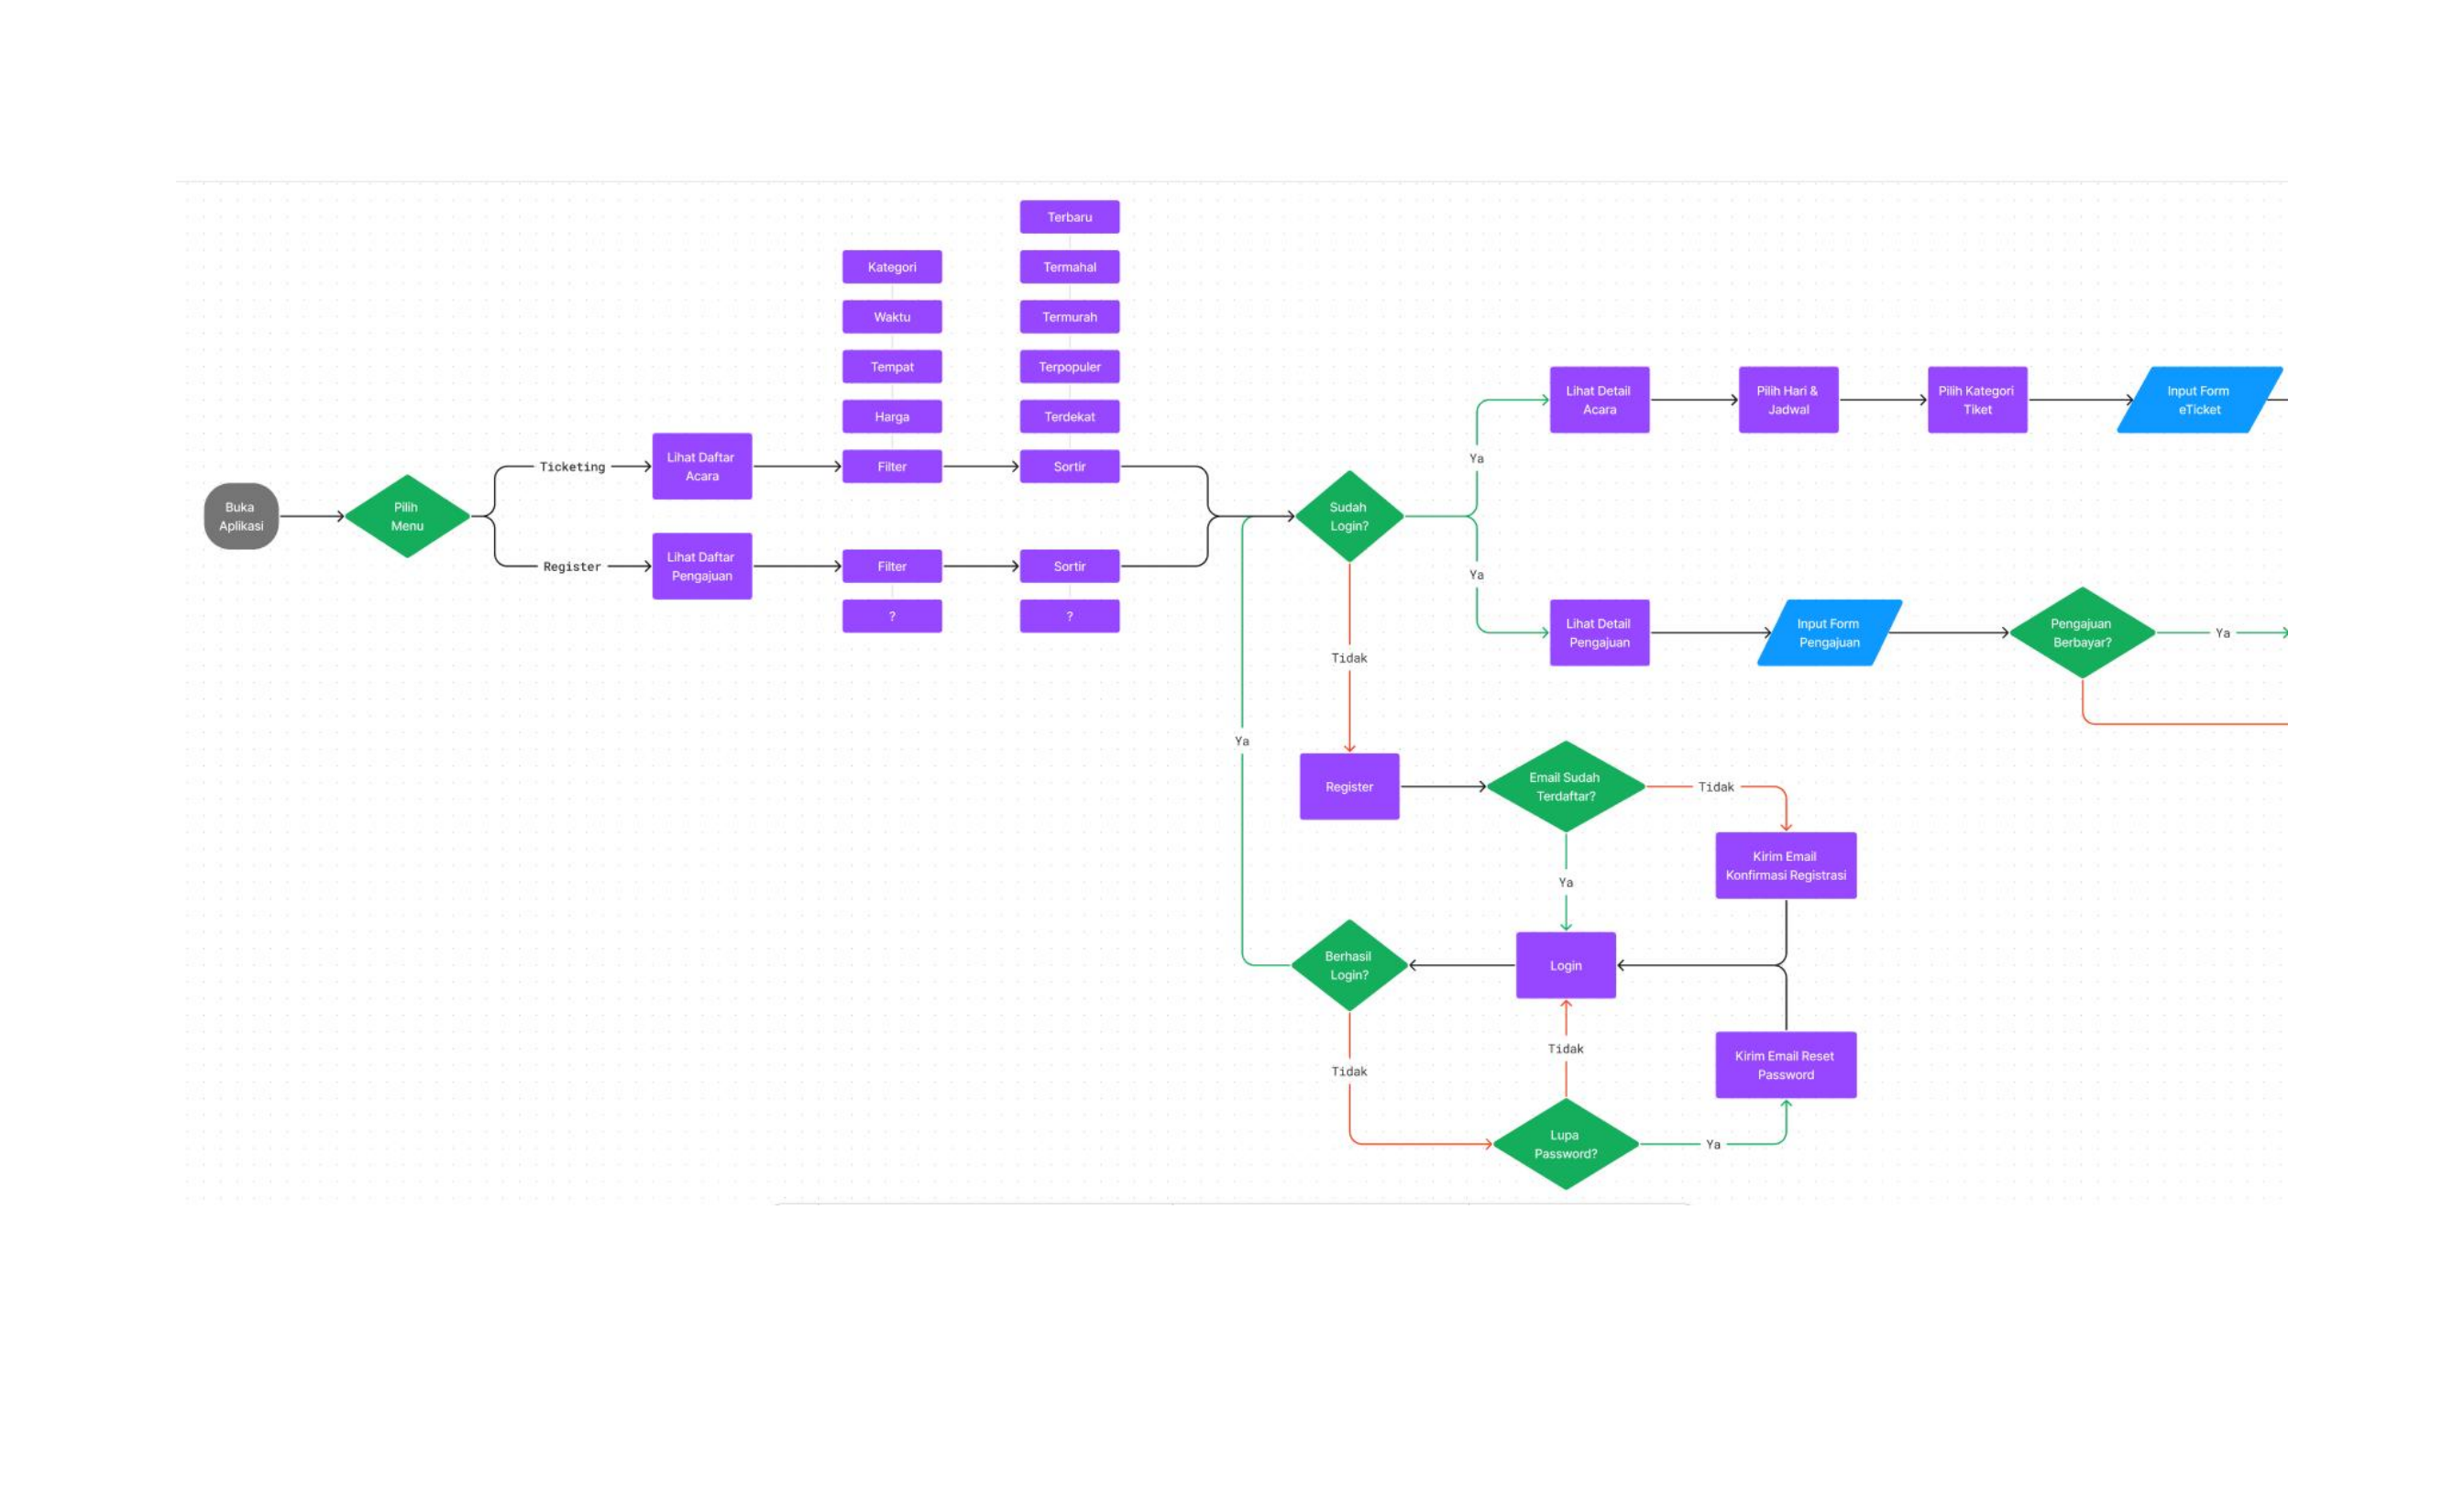 Buka
Aplikasi
Pilih
Menu
Ticketing
Register
Lihat Daftar
Acara
Lihat Daftar
Pengajuan
Kategori
Waktu
Tempat
Harga
Filter
Filter
?
Terbaru
Termahal
Termurah
Terpopuler
Terdekat
Sortir
Sortir
?
Sudah
Login?
Ya
Ya
Lihat Detail
Acara
Pilih Hari &
Jadwal
Pilih Kategori
Tiket
Input Form
eTicket
Lihat Detail
Pengajuan
Input Form
Pengajuan
Pengajuan
Berbayar?
Ya
Tidak
Ya
Register
Email Sudah
Terdaftar?
Tidak
Kirim Email
Konfirmasi Registrasi
Ya
Berhasil
Login?
Login
Tidak
Tidak
Kirim Email Reset
Password
Lupa
Password?
Ya